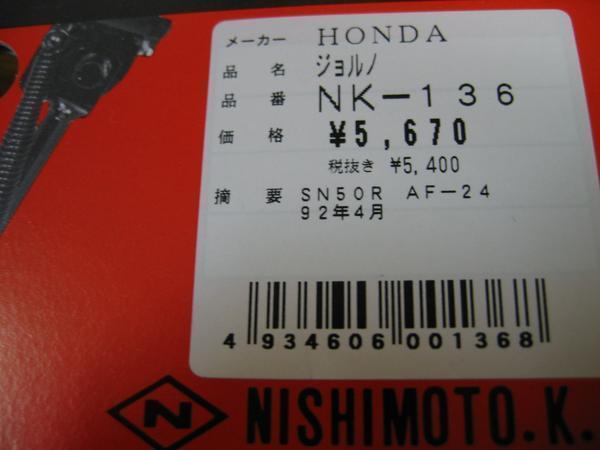 メーカー HONDA
品名 ジョルノ
品番 NK-136
価格 ¥5,670
税抜き ¥5,400
摘要 SN50R AF-24
92年4月
4 934606 001368
N NISHIMOTO.K.